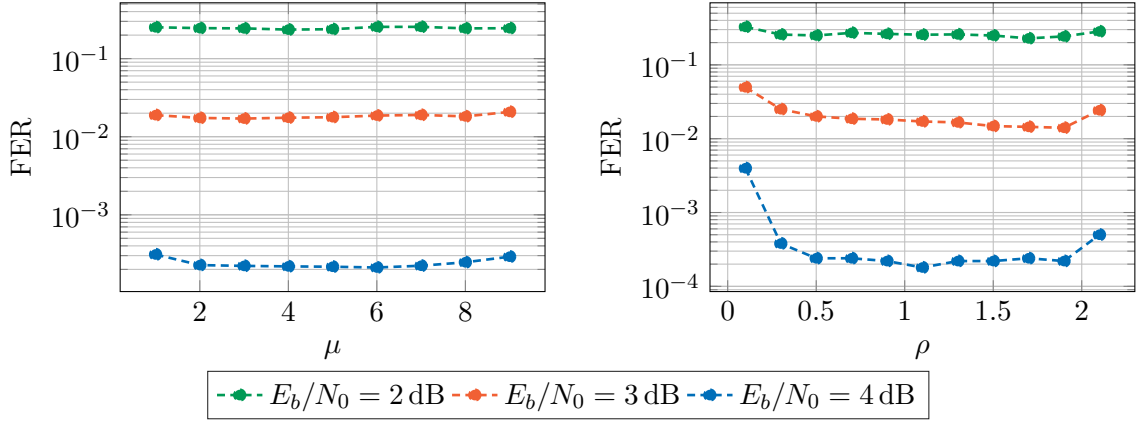 10⁻¹
10⁻²
10⁻³
FER
2 4 6 8
μ
10⁻¹
10⁻²
10⁻³
10⁻⁴
FER
0 0.5 1 1.5 2
ρ
E_b/N_0 = 2 dB E_b/N_0 = 3 dB E_b/N_0 = 4 dB